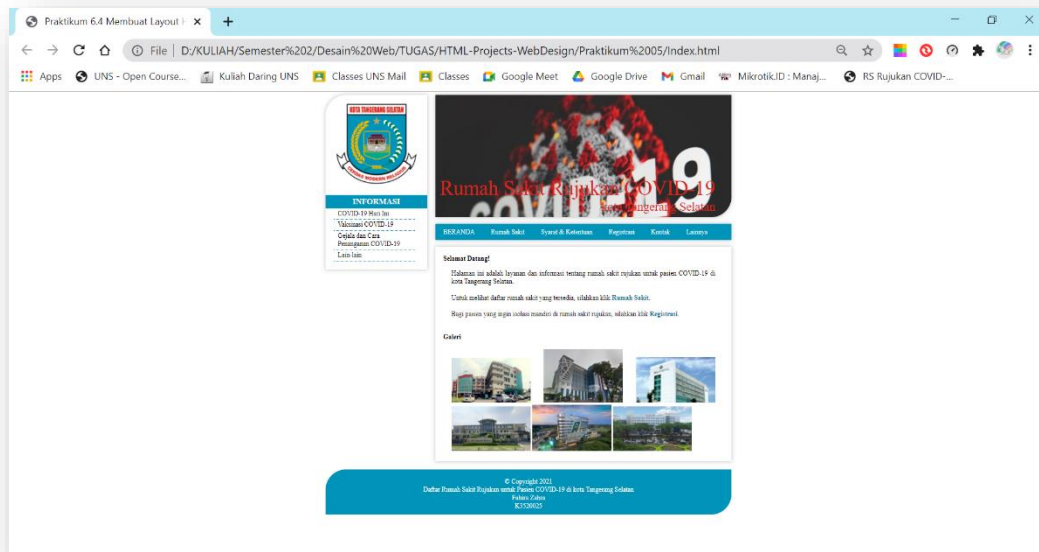 Praktikum 6.4 Membuat Layout H
File | D:/KULIAH/Semester%202/Desain%20Web/TUGAS/HTML-Projects-WebDesign/Praktikum%2005/Index.html
Apps UNS - Open Course... Kuliah Daring UNS Classes UNS Mail Classes Google Meet Google Drive Gmail Mikrotik.ID : Manaj... RS Rujukan COVID-...
KOTA TANGERANG SELATAN
INFORMASI
COVID-19 Hari Ini
Vaksinasi COVID-19
Gejala dan Cara
Penanganan COVID-19
Lain-lain
Rumah Sakit Rujukan COVID-19
kota Tangerang Selatan
BERANDA Rumah Sakit Syarat & Ketentuan Registrasi Kontak Lainnya
Selamat Datang!
Halaman ini adalah layanan dan informasi tentang rumah sakit rujukan untuk pasien COVID-19 di
kota Tangerang Selatan.
Untuk melihat daftar rumah sakit yang tersedia, silahkan klik Rumah Sakit.
Bagi pasien yang ingin isolasi mandiri di rumah sakit rujukan, silahkan klik Registrasi.
Galeri
© Copyright 2021
Daftar Rumah Sakit Rujukan untuk Pasien COVID-19 di kota Tangerang Selatan
Zahra
K3520025